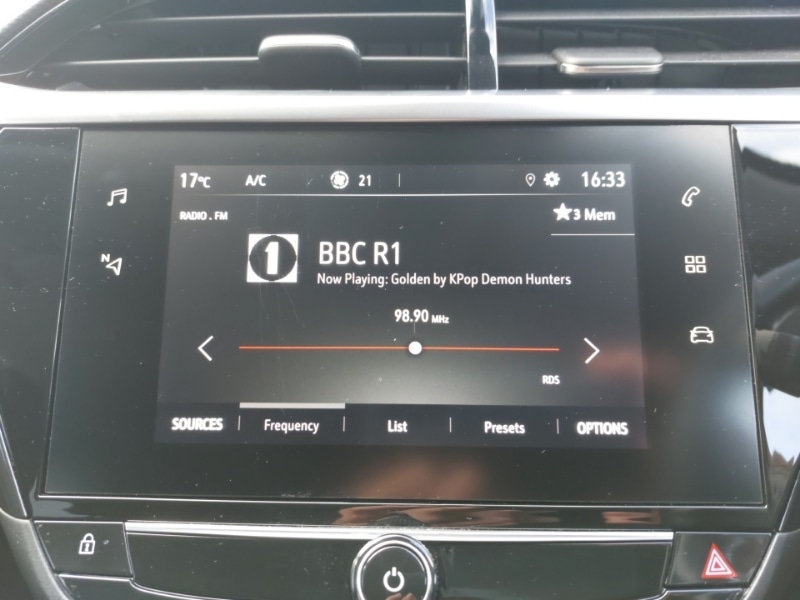 17°C A/C 21 16:33
RADIO . FM
3 Mem
1 BBC R1
Now Playing: Golden by KPop Demon Hunters
98.90 MHz
RDS
SOURCES Frequency List Presets OPTIONS
N